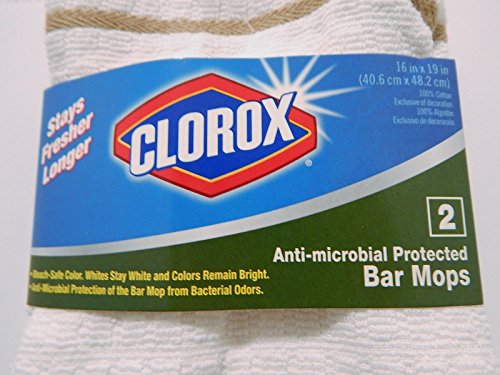 Stays
Fresher
Longer
CLOROX
®
16 in x 19 in
(40.6 cm x 48.2 cm)
100% Cotton
Exclusive of decoration
100% Algodón
Exclusivo de decoración
2
Anti-microbial Protected
Bar Mops
• Bleach-Safe Color. Whites Stay White and Colors Remain Bright.
• Anti-Microbial Protection of the Bar Mop from Bacterial Odors.